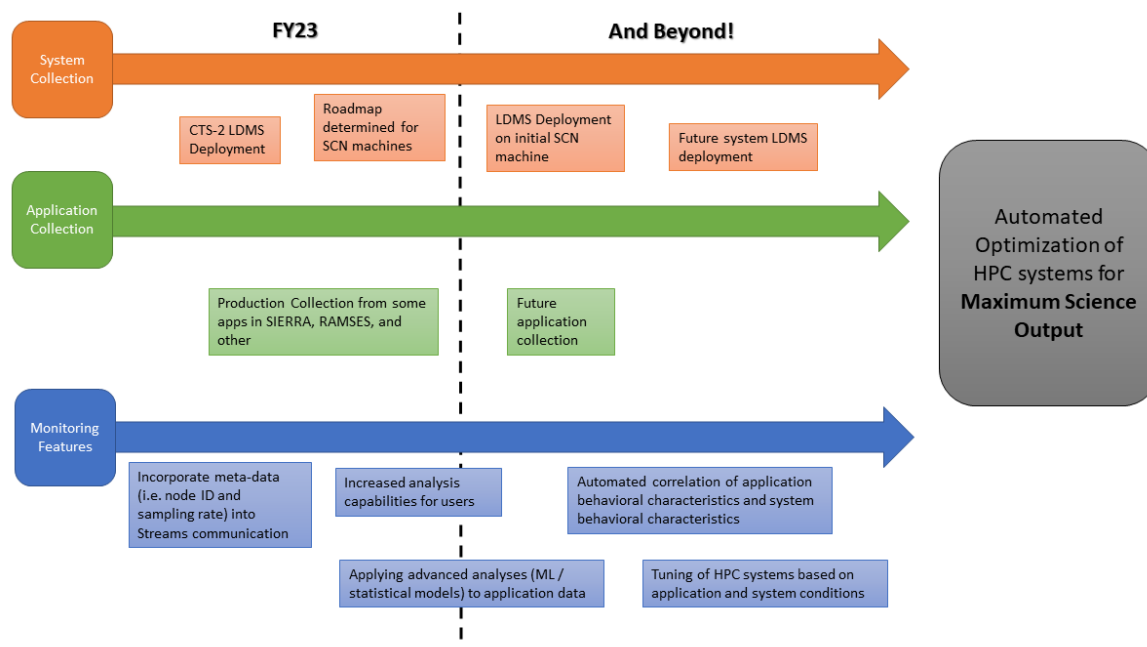 FY23
And Beyond!
System
Collection
CTS-2 LDMS
Deployment
Roadmap
determined for
SCN machines
LDMS Deployment
on initial SCN
machine
Future system LDMS
deployment
Application
Collection
Production Collection from some
apps in SIERRA, RAMSES, and
other
Future
application
collection
Monitoring
Features
Incorporate meta-data
(i.e. node ID and
sampling rate) into
Streams communication
Increased analysis
capabilities for users
Automated correlation of application
behavioral characteristics and system
behavioral characteristics
Applying advanced analyses (ML /
statistical models) to application data
Tuning of HPC systems based on
application and system conditions
Automated
Optimization of
HPC systems for
Maximum Science
Output